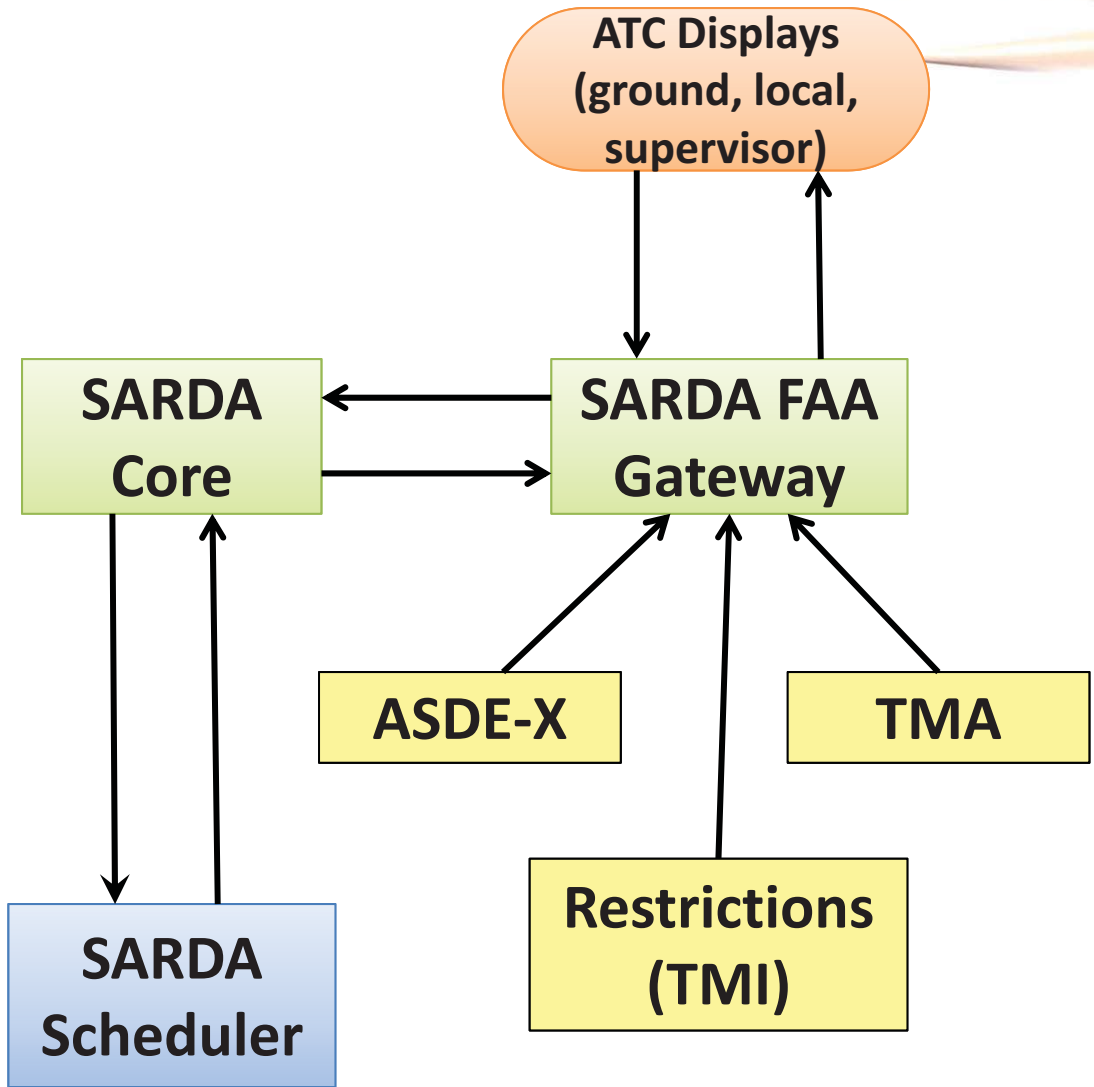 ATC Displays
(ground, local,
supervisor)
SARDA
Core
SARDA FAA
Gateway
ASDE-X
TMA
Restrictions
(TMI)
SARDA
Scheduler